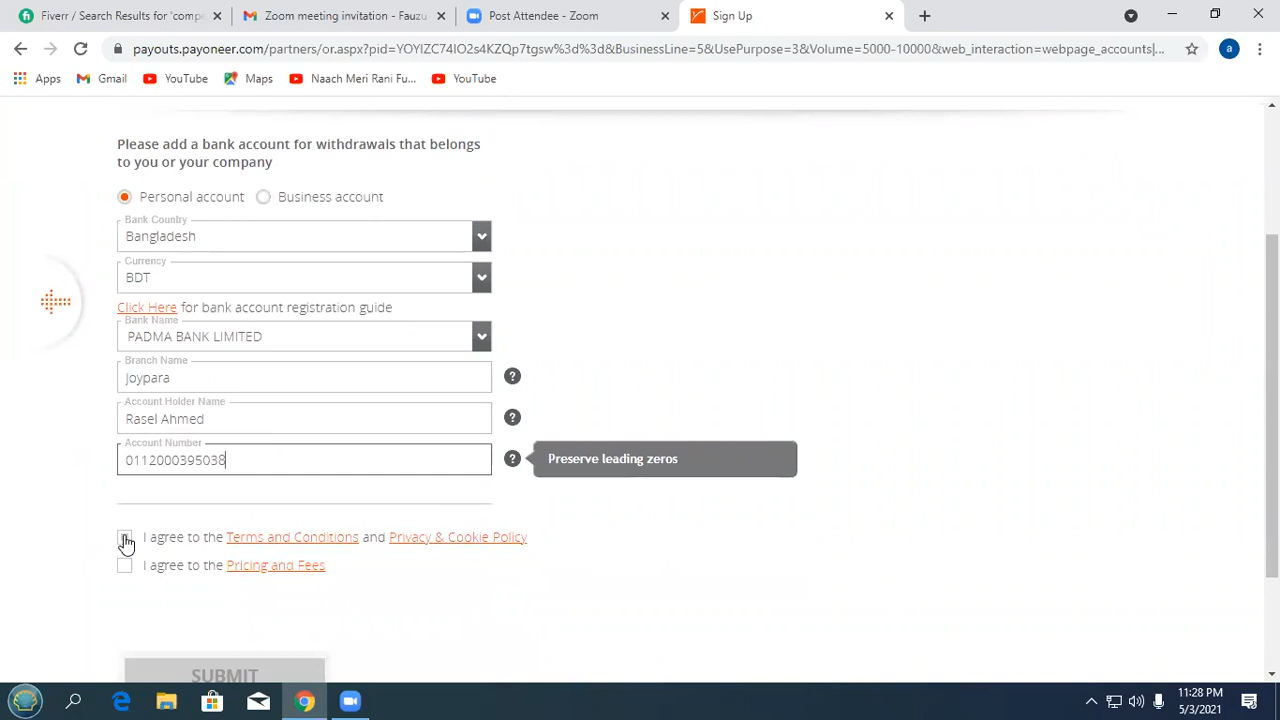 Fiverr / Search Results for 'comp
Zoom meeting invitation - Fauz
Post Attendee - Zoom
Sign Up
payouts.payoneer.com/partners/or.aspx?pid=YOYIZC74IO2s4KZQp7tgsw%3d%3d&BusinessLine=5&UsePurpose=3&Volume=5000-10000&web_interaction=webpage_accounts|...
a
Apps
Gmail
YouTube
Maps
Naach Meri Rani Fu...
YouTube
Please add a bank account for withdrawals that belongs
to you or your company
Personal account
Business account
Bank Country
Bangladesh
Currency
BDT
Click Here for bank account registration guide
Bank Name
PADMA BANK LIMITED
Branch Name
Joypara
?
Account Holder Name
Rasel Ahmed
?
Account Number
0112000395038
?
Preserve leading zeros
I agree to the Terms and Conditions and Privacy & Cookie Policy
I agree to the Pricing and Fees
SUBMIT
11:28 PM
5/3/2021